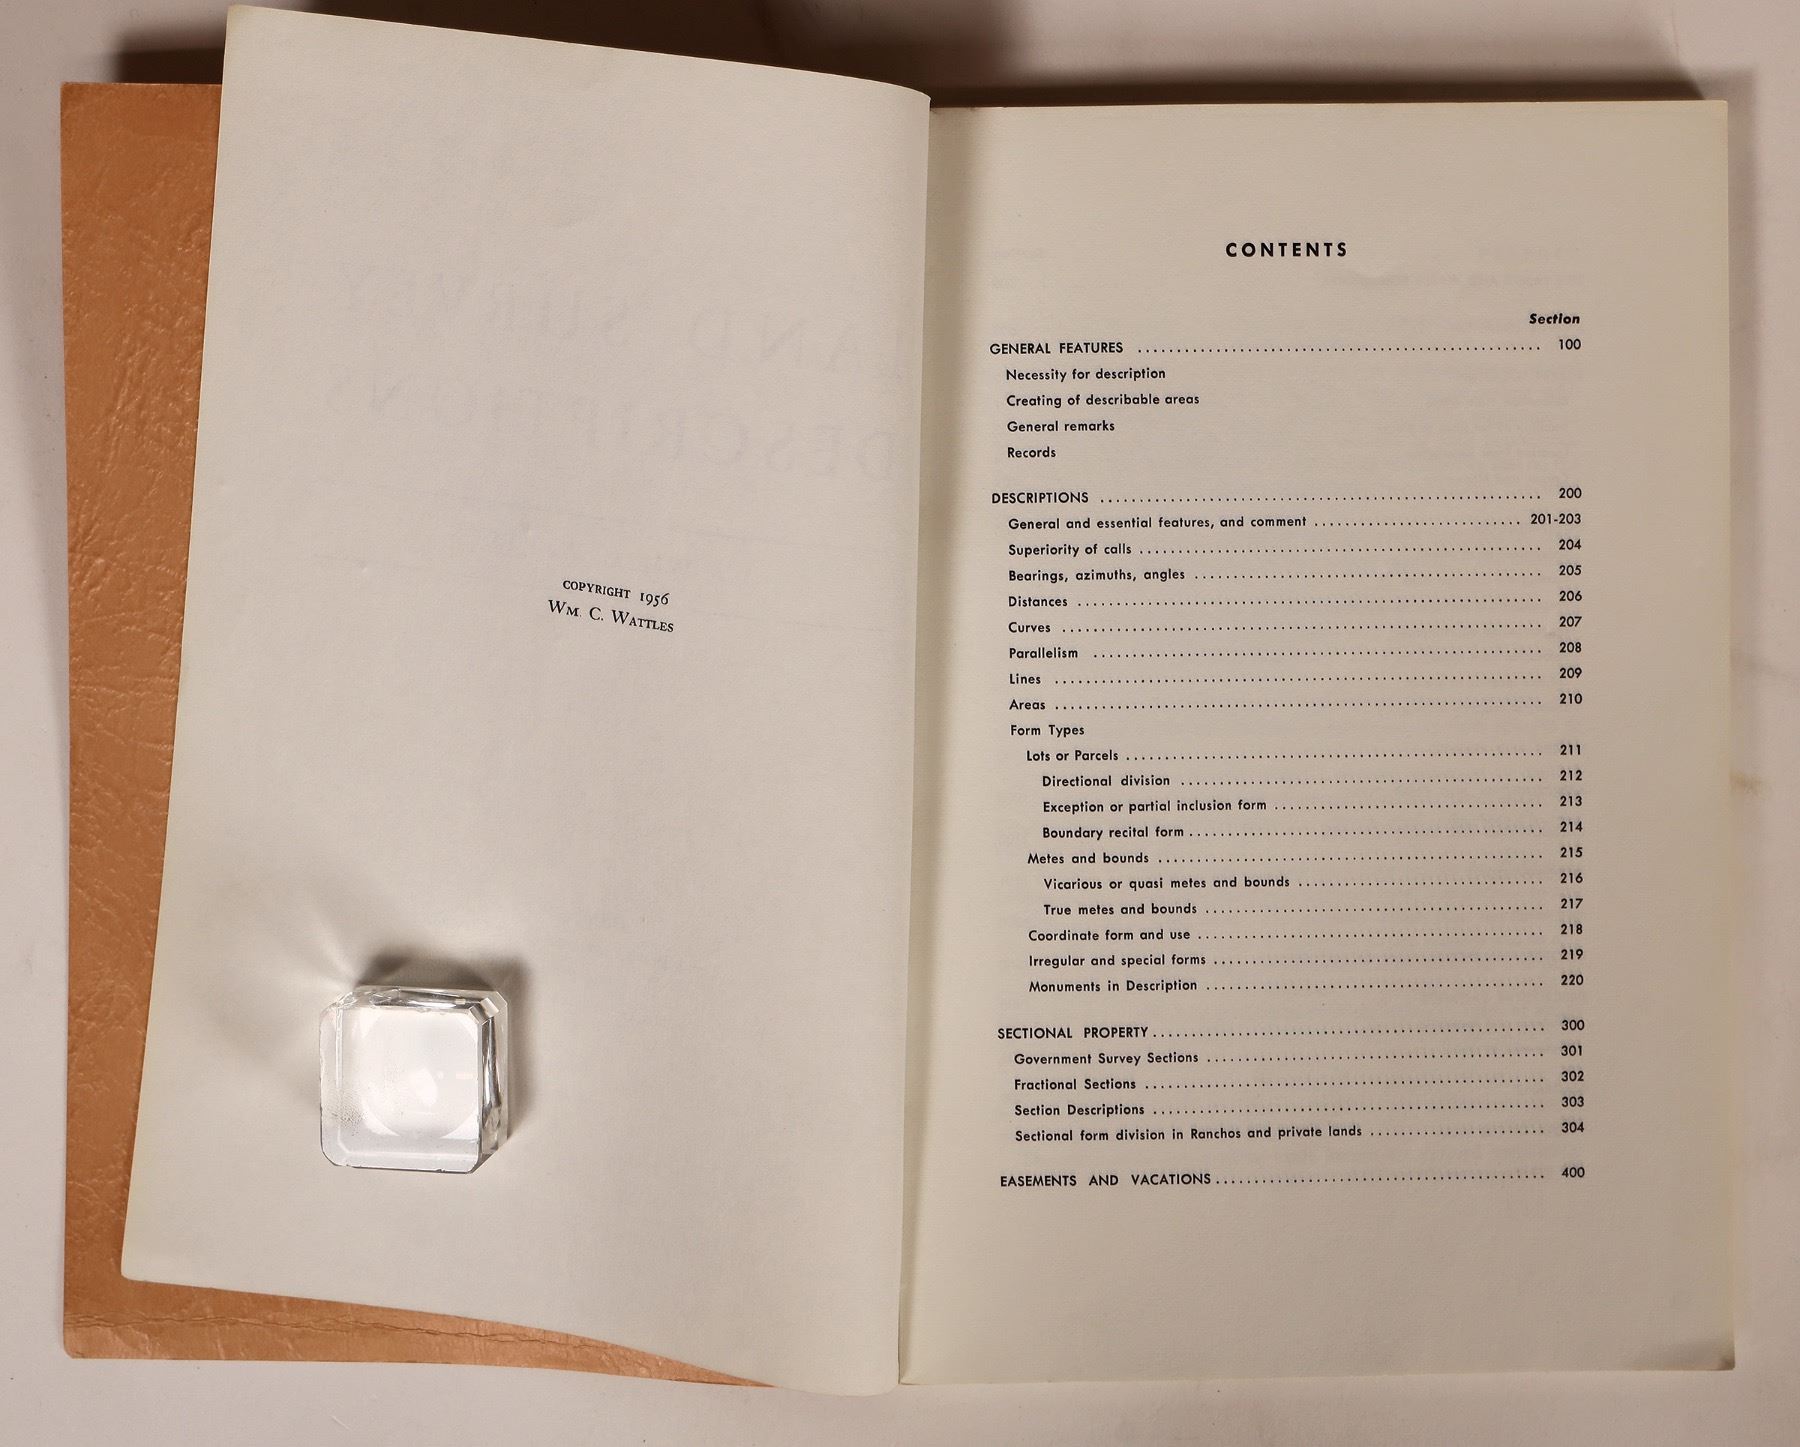 COPYRIGHT 1956
WM. C. WATTLES
CONTENTS
Section
GENERAL FEATURES ........ 100
Necessity for description
Creating of describable areas
General remarks
Records
DESCRIPTIONS ........ 200
General and essential features, and comment ........ 201-203
Superiority of calls ........ 204
Bearings, azimuths, angles ........ 205
Distances ........ 206
Curves ........ 207
Parallelism ........ 208
Lines ........ 209
Areas ........ 210
Form Types
Lots or Parcels ........ 211
Directional division ........ 212
Exception or partial inclusion form ........ 213
Boundary recital form ........ 214
Metes and bounds ........ 215
Vicarious or quasi metes and bounds ........ 216
True metes and bounds ........ 217
Coordinate form and use ........ 218
Irregular and special forms ........ 219
Monuments in Description ........ 220
SECTIONAL PROPERTY ........ 300
Government Survey Sections ........ 301
Fractional Sections ........ 302
Section Descriptions ........ 303
Sectional form division in Ranchos and private lands ........ 304
EASEMENTS AND VACATIONS ........ 400